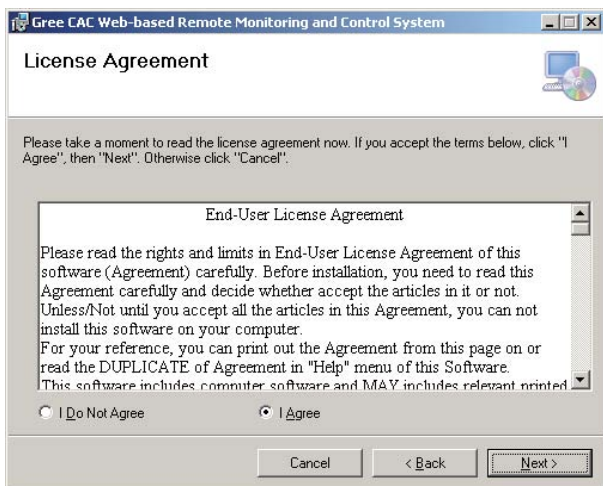 Gree CAC Web-based Remote Monitoring and Control System
License Agreement
Please take a moment to read the license agreement now. If you accept the terms below, click "I
Agree", then "Next". Otherwise click "Cancel".
End-User License Agreement
Please read the rights and limits in End-User License Agreement of this
software (Agreement) carefully. Before installation, you need to read this
Agreement carefully and decide whether accept the articles in it or not.
Unless/Not until you accept all the articles in this Agreement, you can not
install this software on your computer.
For your reference, you can print out the Agreement from this page on or
read the DUPLICATE of Agreement in "Help" menu of this Software.
This software includes computer software and MAY includes relevant printed
I Do Not Agree
I Agree
Cancel
< Back
Next >